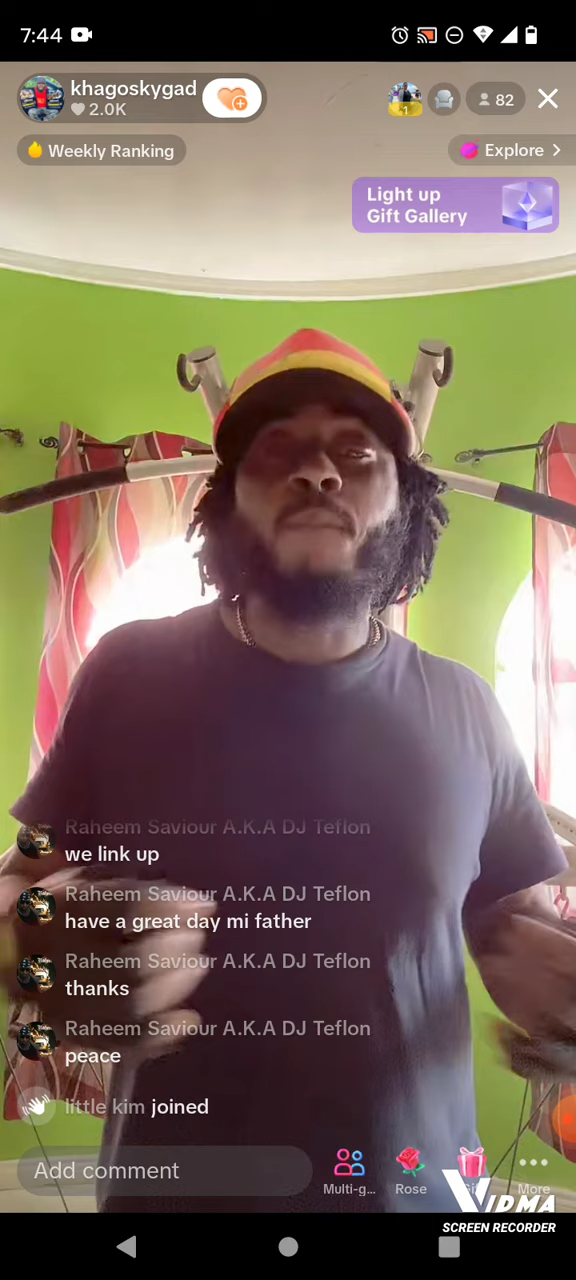 7:44
khagoskygad
2.0K
1
82
Weekly Ranking
Explore
Light up
Gift Gallery
Raheem Saviour A.K.A DJ Teflon
we link up
Raheem Saviour A.K.A DJ Teflon
have a great day mi father
Raheem Saviour A.K.A DJ Teflon
thanks
Raheem Saviour A.K.A DJ Teflon
peace
little kim joined
Add comment
Multi-g...
Rose
More
VIDMA
SCREEN RECORDER